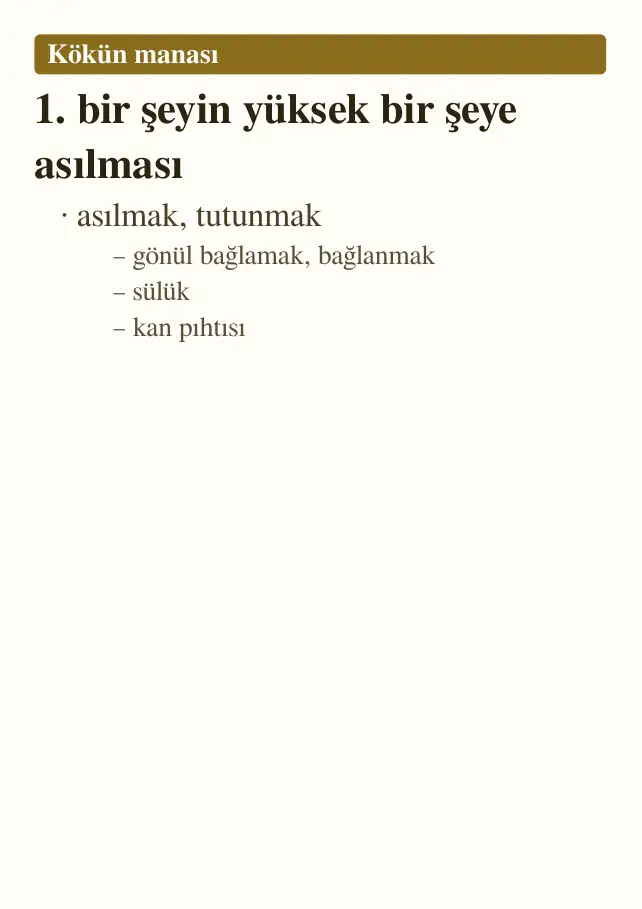 Kökün manası
1. bir şeyin yüksek bir şeye
asılması
· asılmak, tutunmak
– gönül bağlamak, bağlanmak
– sülük
– kan pıhtısı